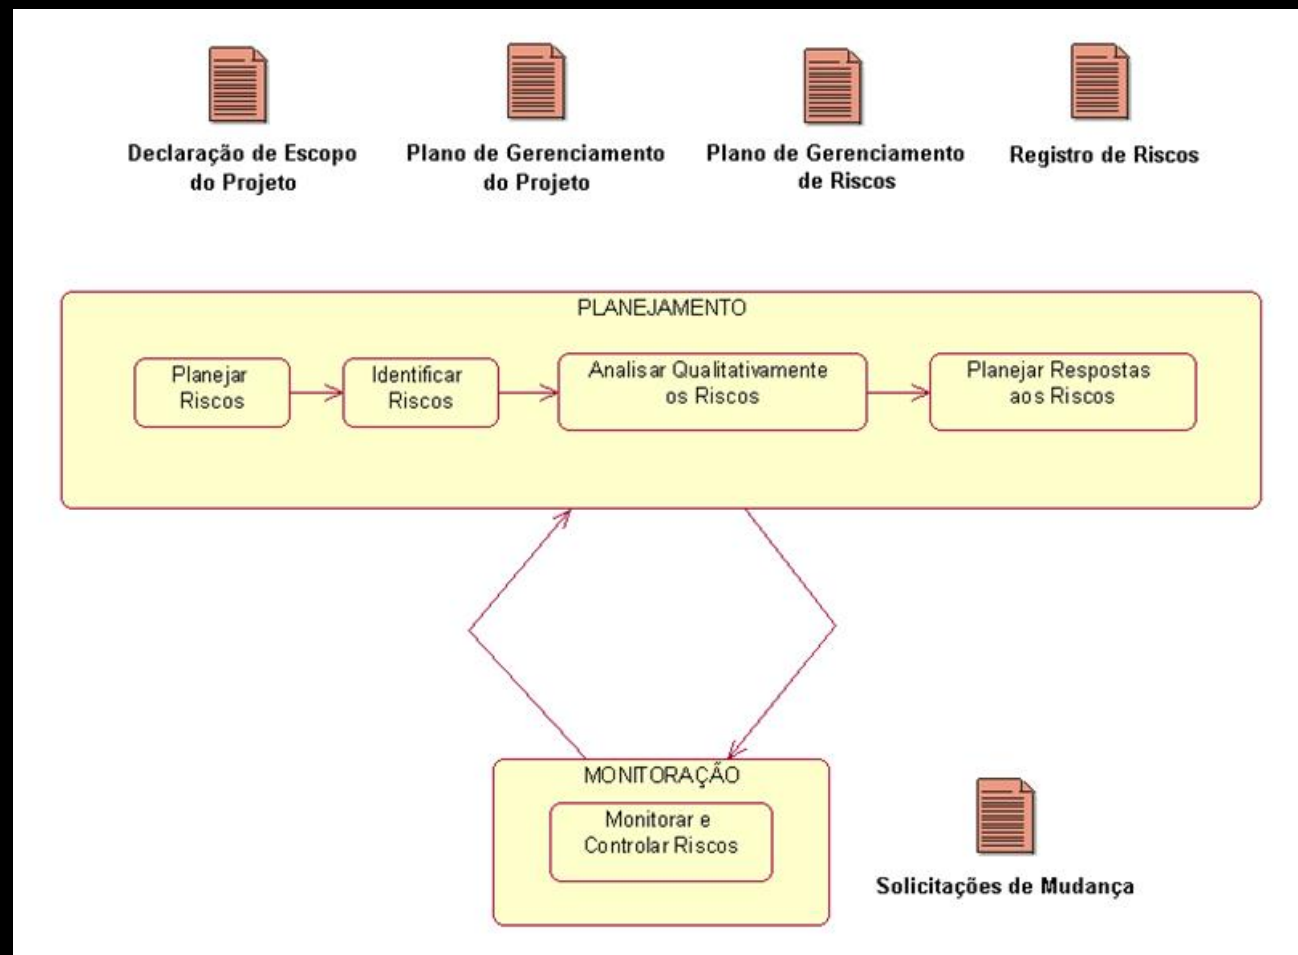 Declaração de Escopo
do Projeto
Plano de Gerenciamento
do Projeto
Plano de Gerenciamento
de Riscos
Registro de Riscos
PLANEJAMENTO
Planejar
Riscos
Identificar
Riscos
Analisar Qualitativamente
os Riscos
Planejar Respostas
aos Riscos
MONITORAÇÃO
Monitorar e
Controlar Riscos
Solicitações de Mudança